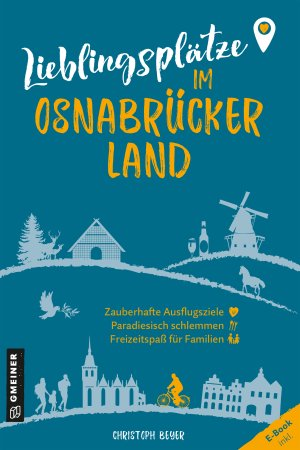 Lieblingsplätze
IM
OSNABRÜCKER
LAND
Zauberhafte Ausflugsziele
Paradiesisch schlemmen
Freizeitspaß für Familien
GMEINER
E-Book
inkl.
CHRISTOPH BEYER